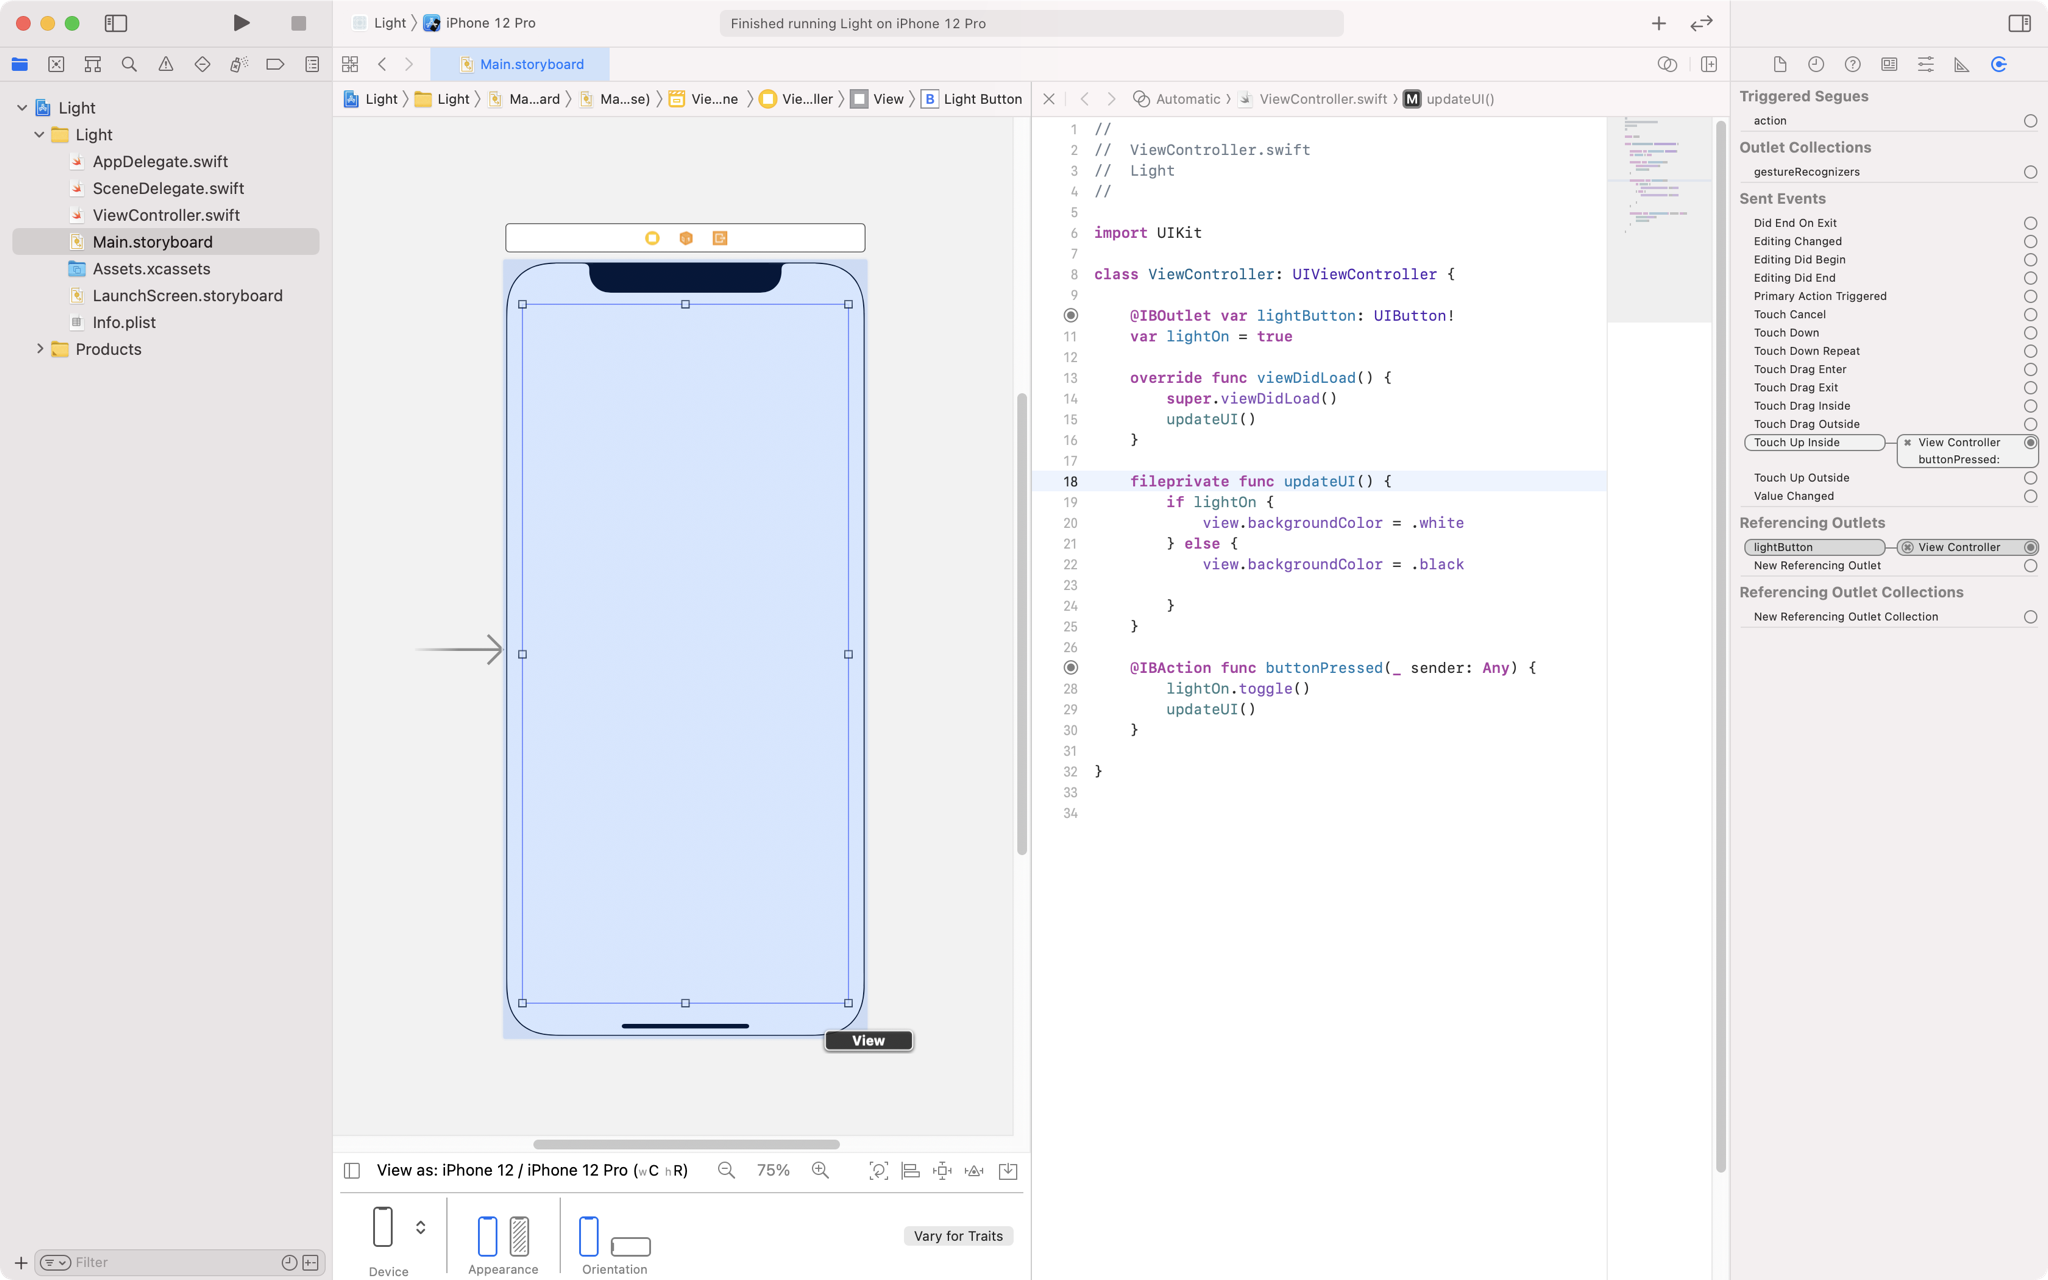 Light
iPhone 12 Pro
Finished running Light on iPhone 12 Pro
Main.storyboard
Light
Light
AppDelegate.swift
SceneDelegate.swift
ViewController.swift
Main.storyboard
Assets.xcassets
LaunchScreen.storyboard
Info.plist
Products
Filter
Light
Light
Ma...ard
Ma...se)
Vie...ne
Vie...ller
View
B Light Button
View
View as: iPhone 12 / iPhone 12 Pro (wC hR)
75%
Device
Appearance
Orientation
Vary for Traits
Automatic
ViewController.swift
M updateUI()
1 //
2 //  ViewController.swift
3 //  Light
4 //
5
6 import UIKit
7
8 class ViewController: UIViewController {
9
@IBOutlet var lightButton: UIButton!
11 var lightOn = true
12
13 override func viewDidLoad() {
14 super.viewDidLoad()
15 updateUI()
16 }
17
18 fileprivate func updateUI() {
19 if lightOn {
20 view.backgroundColor = .white
21 } else {
22 view.backgroundColor = .black
23
24 }
25 }
26
@IBAction func buttonPressed(_ sender: Any) {
28 lightOn.toggle()
29 updateUI()
30 }
31
32 }
33
34
Triggered Segues
action
Outlet Collections
gestureRecognizers
Sent Events
Did End On Exit
Editing Changed
Editing Did Begin
Editing Did End
Primary Action Triggered
Touch Cancel
Touch Down
Touch Down Repeat
Touch Drag Enter
Touch Drag Exit
Touch Drag Inside
Touch Drag Outside
Touch Up Inside View Controller
buttonPressed:
Touch Up Outside
Value Changed
Referencing Outlets
lightButton View Controller
New Referencing Outlet
Referencing Outlet Collections
New Referencing Outlet Collection